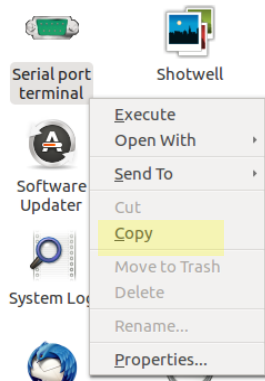 Serial port
terminal
Shotwell
Execute
Open With
Send To
Cut
Copy
Move to Trash
Delete
Rename...
Properties...
Software
Updater
System Log